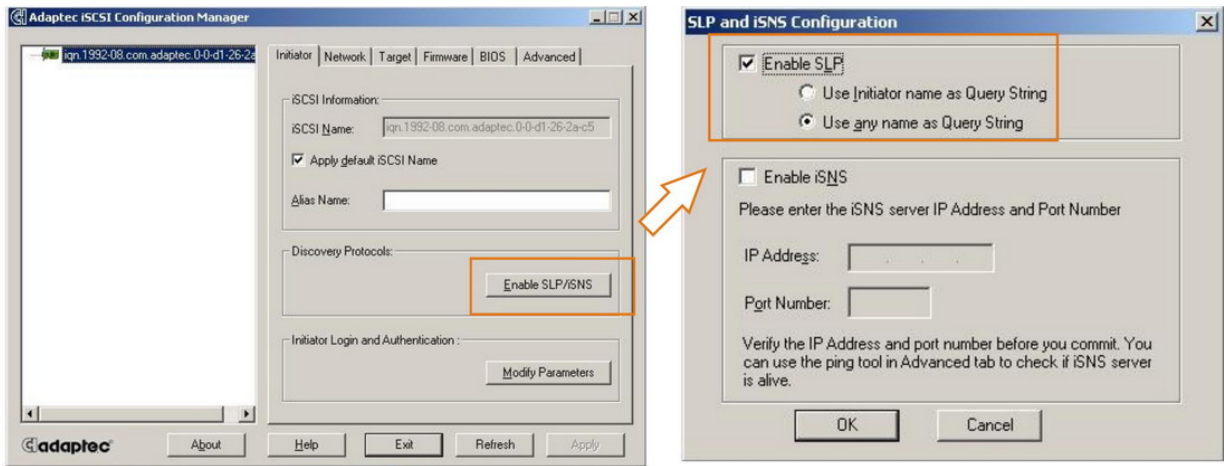 Adaptec iSCSI Configuration Manager
iqn.1992-08.com.adaptec.0-0-d1-26-2a
Initiator Network Target Firmware BIOS Advanced
iSCSI Information:
iSCSI Name: iqn.1992-08.com.adaptec.0-0-d1-26-2a-c5
Apply default iSCSI Name
Alias Name:
Discovery Protocols:
Enable SLP/iSNS
Initiator Login and Authentication :
Modify Parameters
adaptec About Help Exit Refresh Apply
SLP and iSNS Configuration
Enable SLP
Use Initiator name as Query String
Use any name as Query String
Enable iSNS
Please enter the iSNS server IP Address and Port Number
IP Address:
Port Number:
Verify the IP Address and port number before you commit. You
can use the ping tool in Advanced tab to check if iSNS server
is alive.
OK Cancel